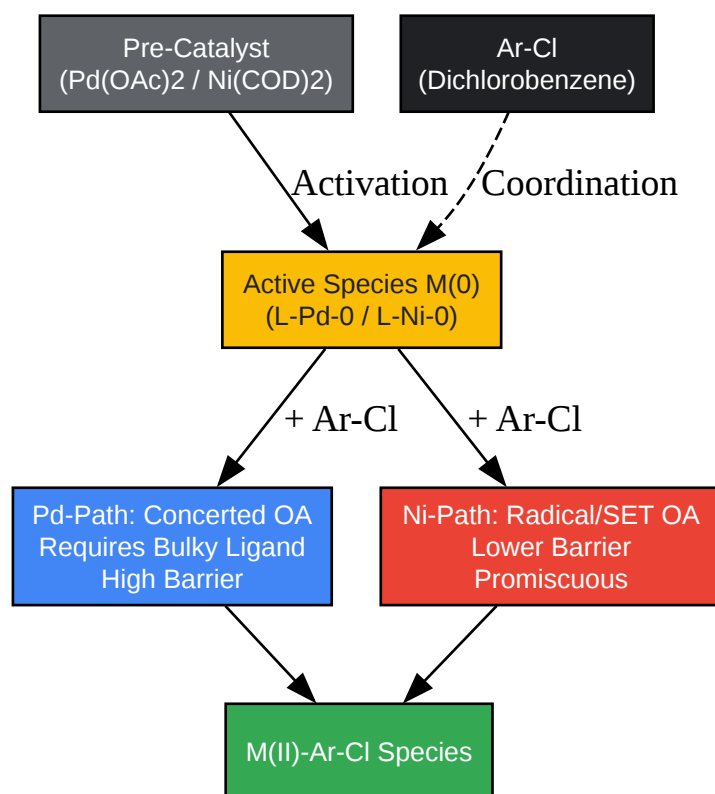 Pre-Catalyst
(Pd(OAc)2 / Ni(COD)2)
Ar-Cl
(Dichlorobenzene)
Activation
Coordination
Active Species M(0)
(L-Pd-0 / L-Ni-0)
+ Ar-Cl
+ Ar-Cl
Pd-Path: Concerted OA
Requires Bulky Ligand
High Barrier
Ni-Path: Radical/SET OA
Lower Barrier
Promiscuous
M(II)-Ar-Cl Species